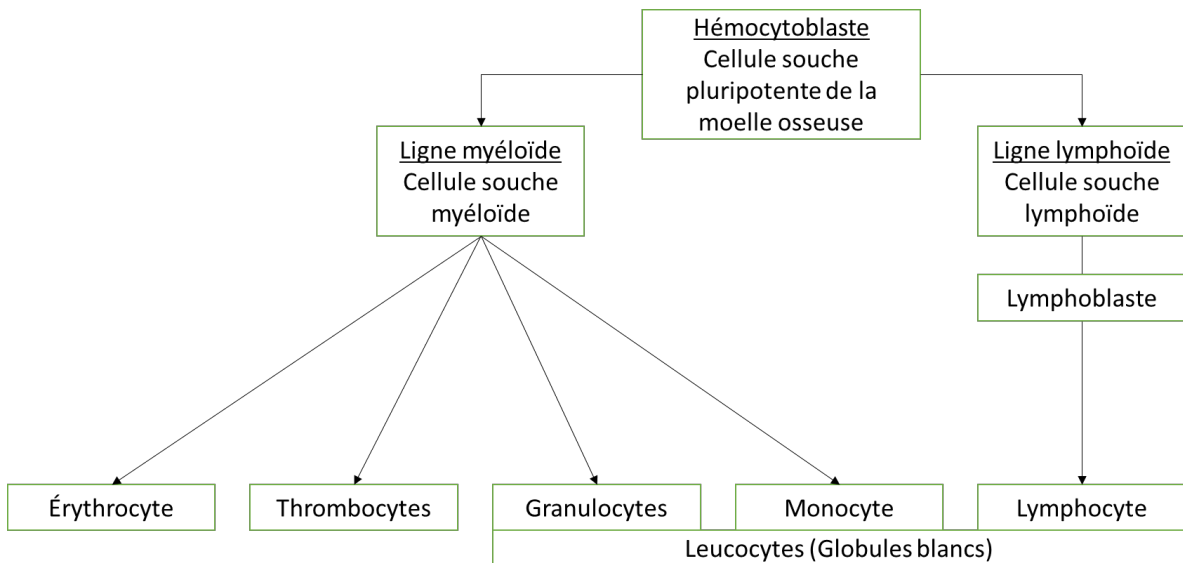 Hémocytoblaste
Cellule souche
pluripotente de la
moelle osseuse
Ligne myéloïde
Cellule souche
myéloïde
Ligne lymphoïde
Cellule souche
lymphoïde
Lymphoblaste
Érythrocyte
Thrombocytes
Granulocytes
Monocyte
Lymphocyte
Leucocytes (Globules blancs)